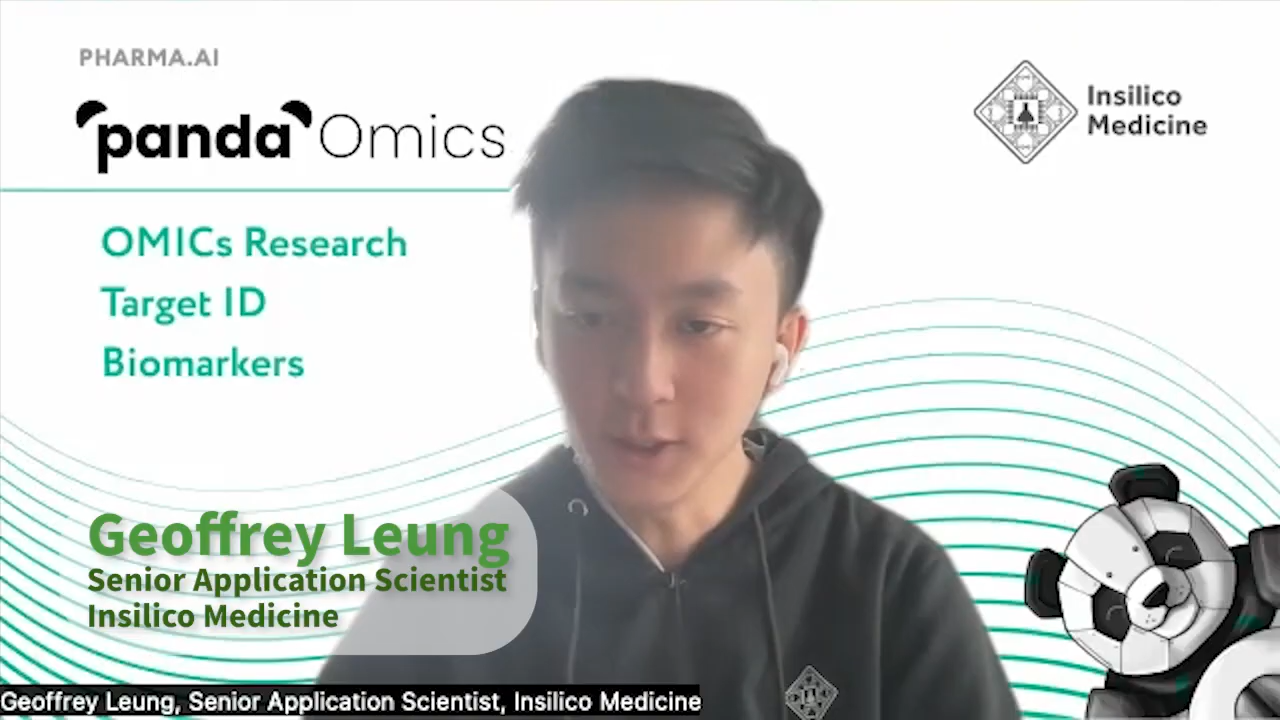 PHARMA.AI
panda Omics
Insilico
Medicine
OMICs Research
Target ID
Biomarkers
Geoffrey Leung
Senior Application Scientist
Insilico Medicine
Geoffrey Leung, Senior Application Scientist, Insilico Medicine